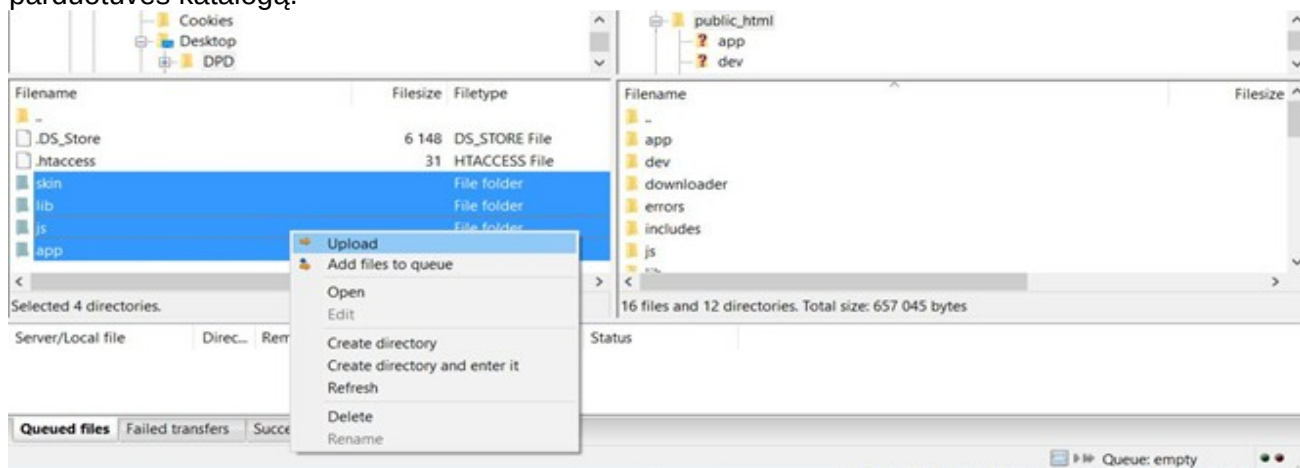 parduotuvės katalogą.
Cookies
Desktop
DPD
public_html
? app
? dev
Filename Filesize Filetype
..
.DS_Store 6 148 DS_STORE File
.htaccess 31 HTACCESS File
skin File folder
lib File folder
js File folder
app
Selected 4 directories.
Filename Filesize
..
app
dev
downloader
errors
includes
js
16 files and 12 directories. Total size: 657 045 bytes
Upload
Add files to queue
Open
Edit
Create directory
Create directory and enter it
Refresh
Delete
Rename
Server/Local file Direc... Rem Status
Queued files Failed transfers Succe
Queue: empty